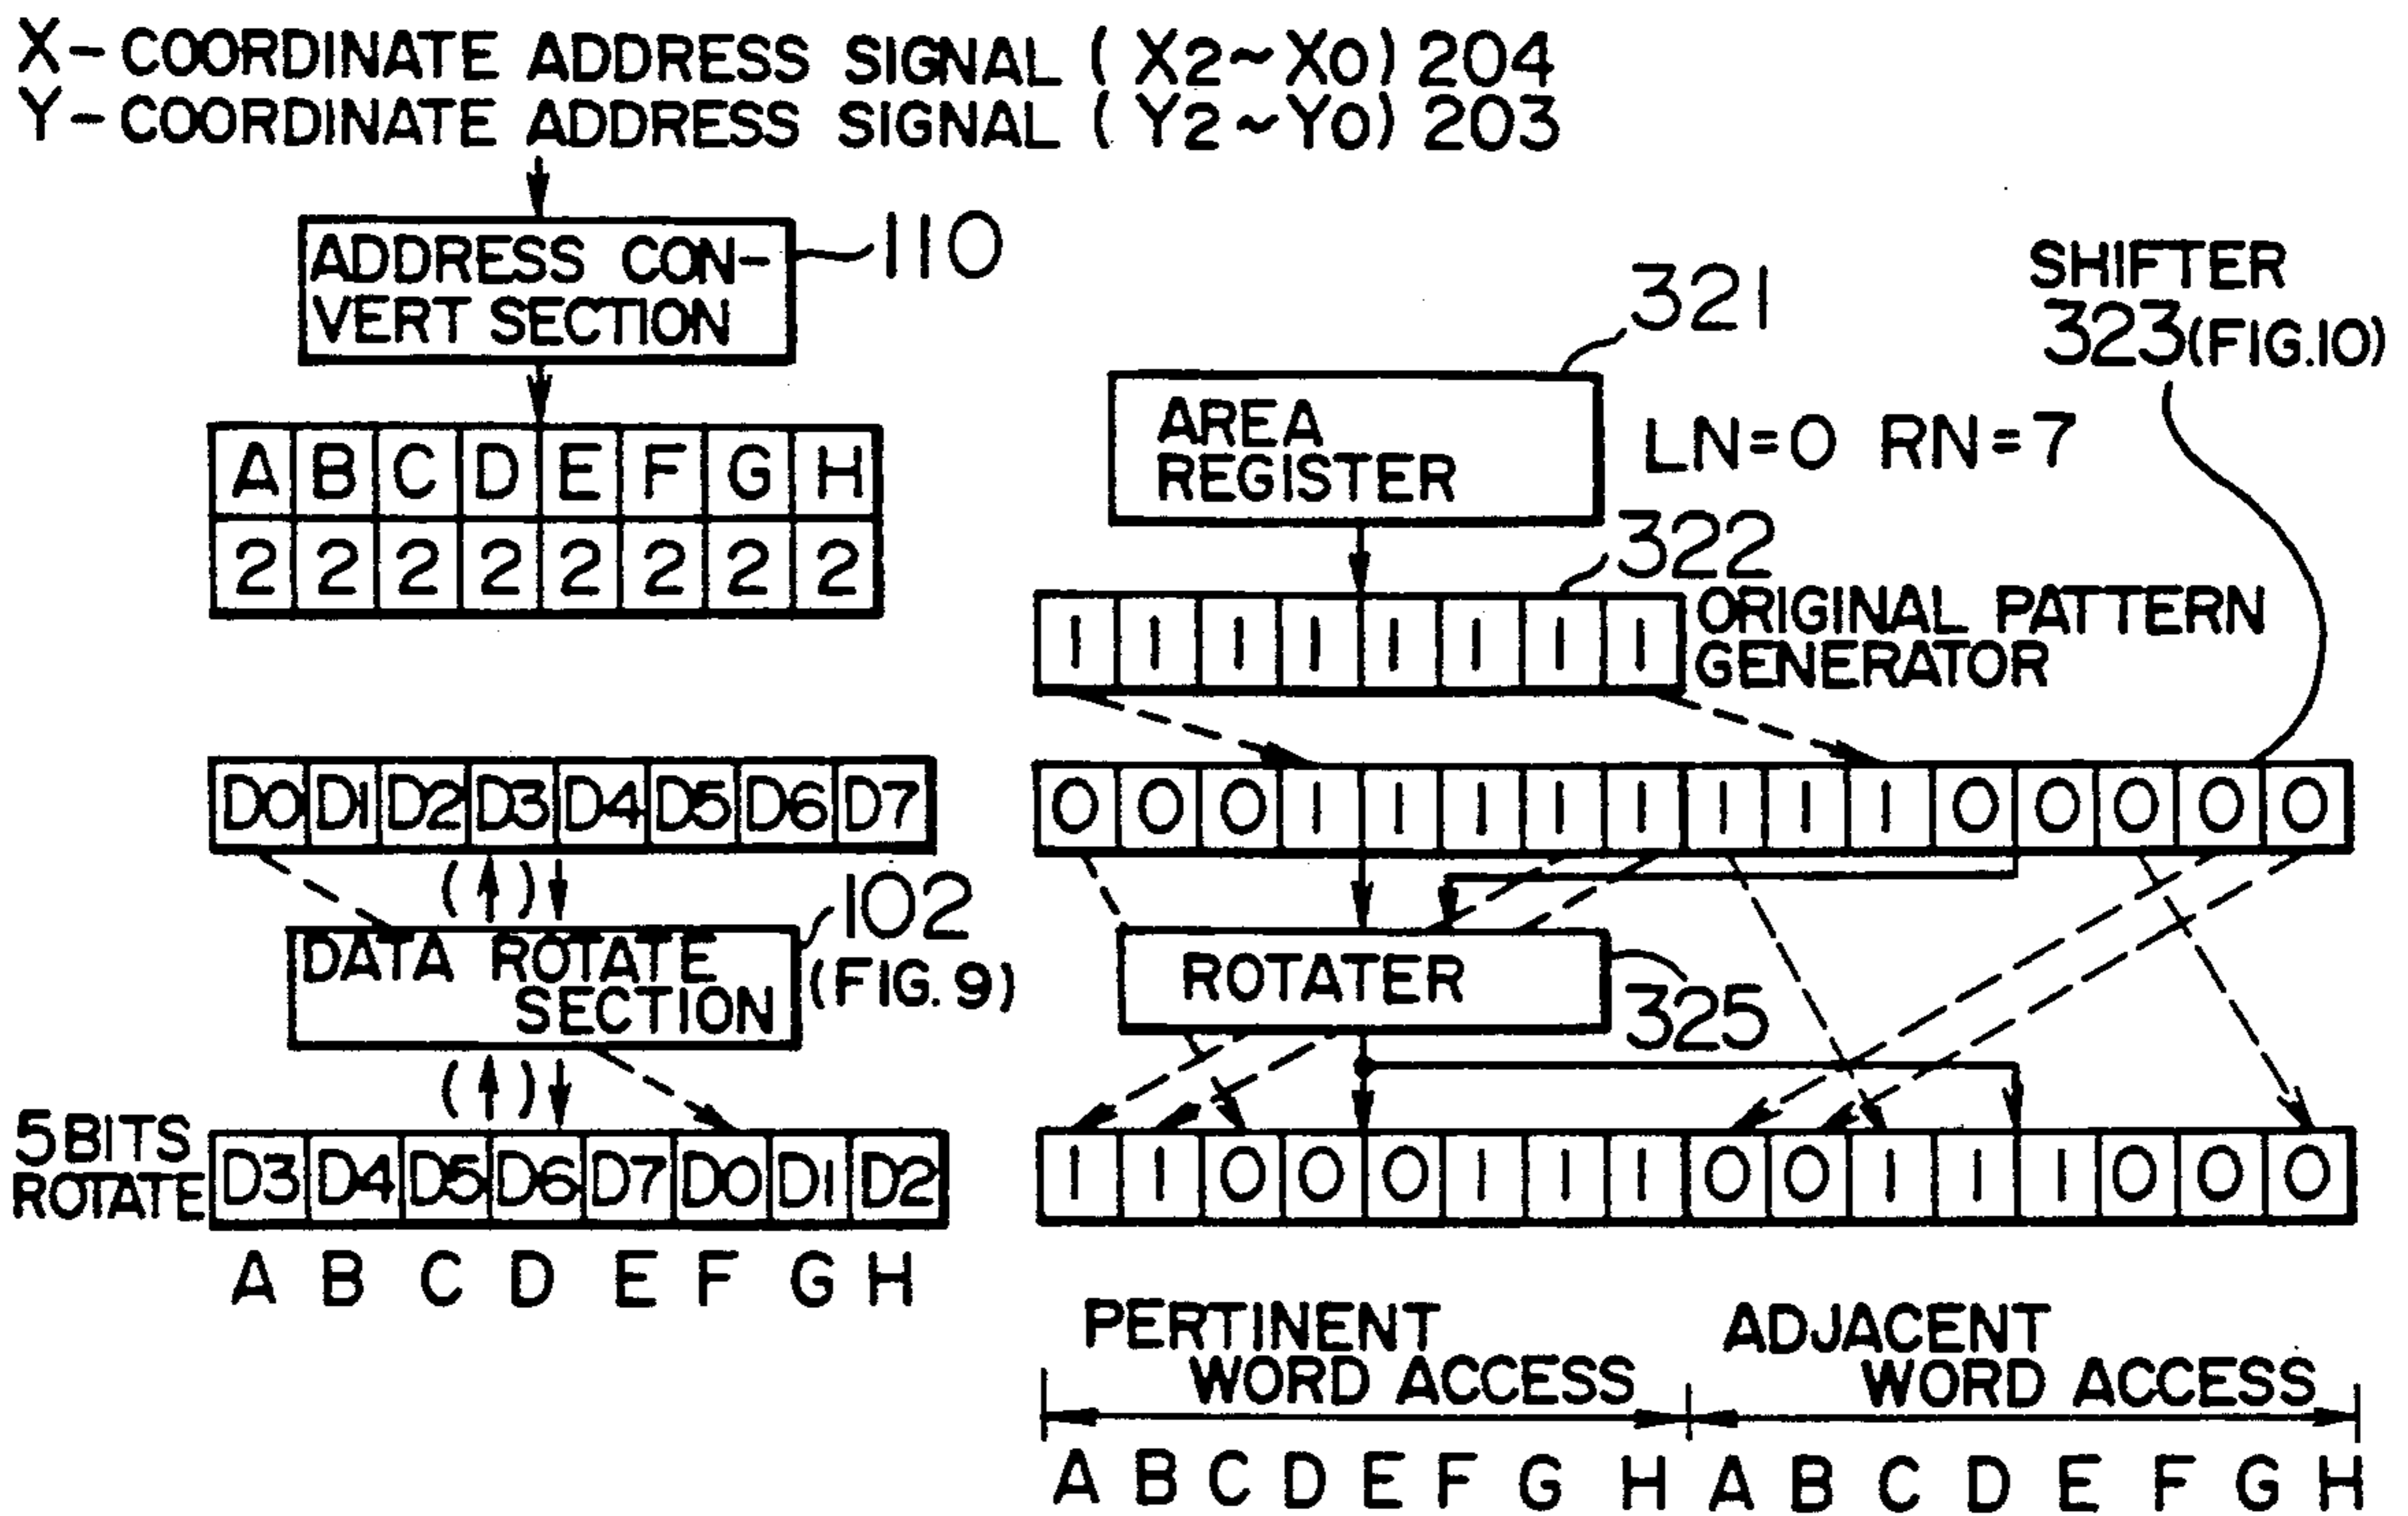 X-COORDINATE ADDRESS SIGNAL (X2~X0) 204
Y-COORDINATE ADDRESS SIGNAL (Y2~Y0) 203
ADDRESS CON-
VERT SECTION
110
A B C D E F G H
2 2 2 2 2 2 2 2
D0 D1 D2 D3 D4 D5 D6 D7
( ) 
DATA ROTATE
SECTION
102
(FIG. 9)
( )
5 BITS
ROTATE
D3 D4 D5 D6 D7 D0 D1 D2
A B C D E F G H
321
AREA
REGISTER
LN=0 RN=7
SHIFTER
323(FIG.10)
322
1 1 1 1 1 1 1 1
ORIGINAL PATTERN
GENERATOR
0 0 0 1 1 1 1 1 1 1 1 0 0 0 0 0
ROTATER
325
1 1 0 0 0 1 1 1 0 0 1 1 1 0 0 0
PERTINENT
WORD ACCESS
ADJACENT
WORD ACCESS
A B C D E F G H A B C D E F G H